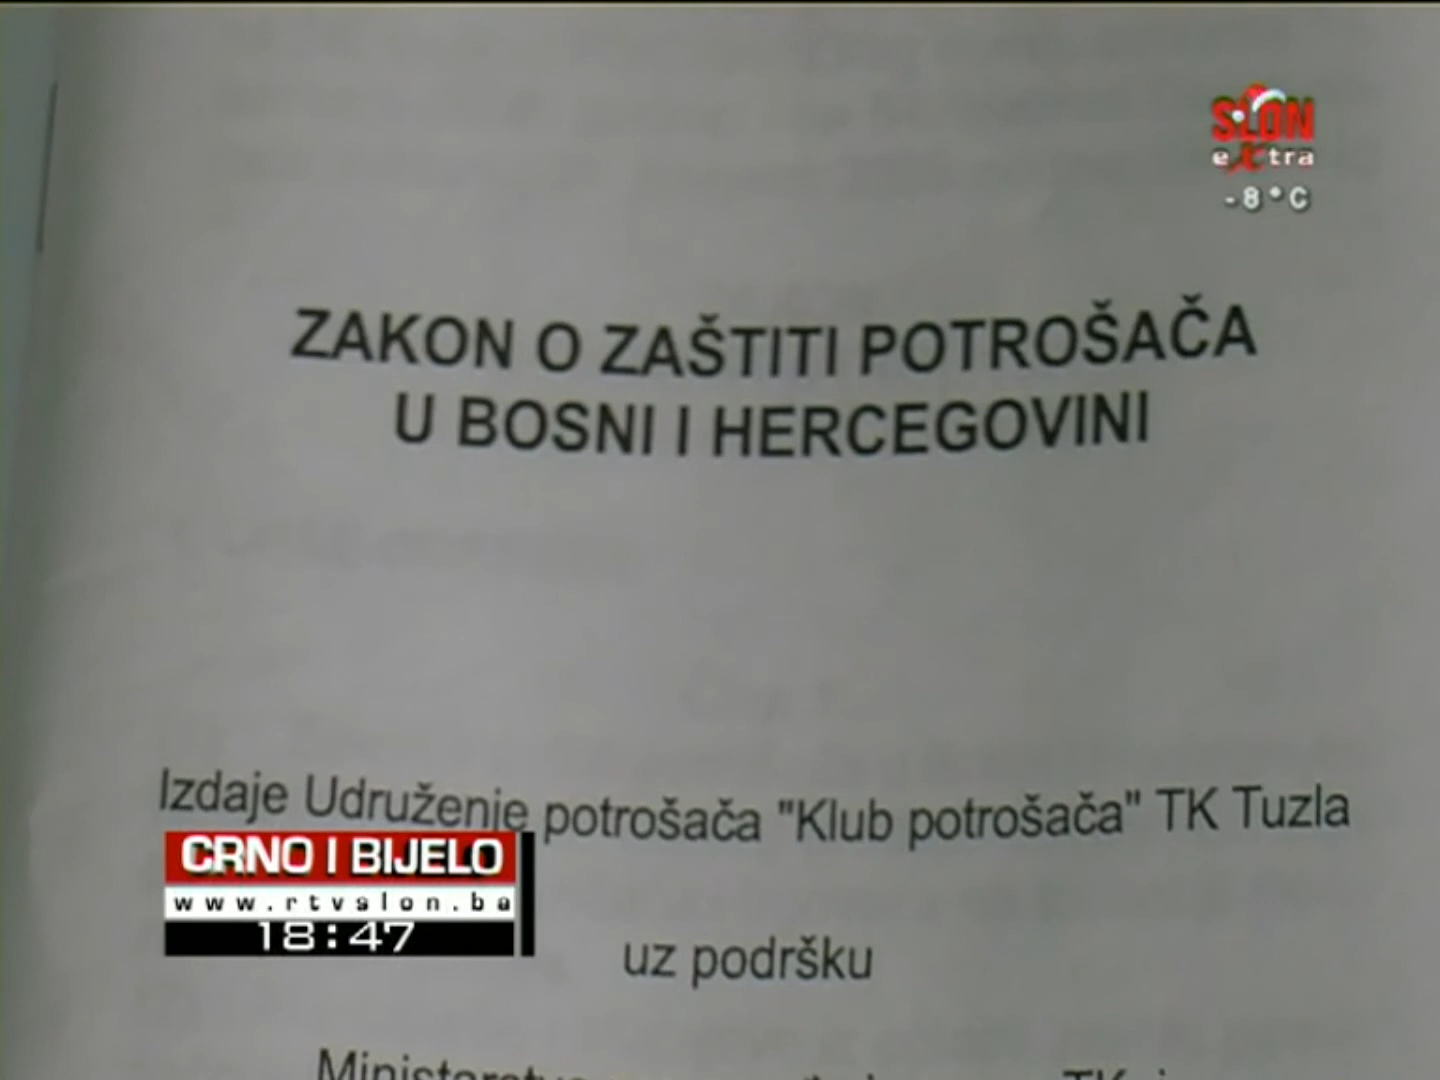 SLON
extra
-8°C
ZAKON O ZAŠTITI POTROŠAČA
U BOSNI I HERCEGOVINI
Izdaje Udruženje potrošača "Klub potrošača" TK Tuzla
CRNO I BIJELO
www.rtvslon.ba
18:47
uz podršku
TK i